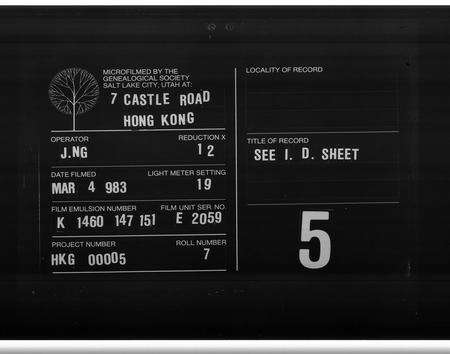 MICROFILMED BY THE
GENEALOGICAL SOCIETY
SALT LAKE CITY, UTAH AT:
7 CASTLE ROAD
HONG KONG
OPERATOR REDUCTION X
J.NG 12
DATE FILMED LIGHT METER SETTING
MAR 4 983 19
FILM EMULSION NUMBER FILM UNIT SER. NO.
K 1460 147 151 E 2059
PROJECT NUMBER ROLL NUMBER
HKG 00005 7
LOCALITY OF RECORD
TITLE OF RECORD
SEE I. D. SHEET
5